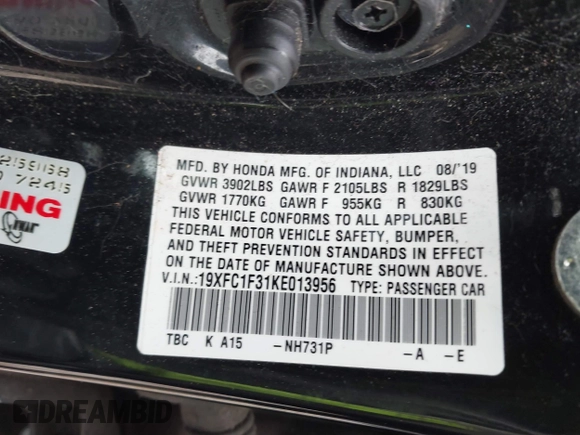 MFD. BY HONDA MFG. OF INDIANA, LLC 08/'19
GVWR 3902LBS GAWR F 2105LBS R 1829LBS
GVWR 1770KG GAWR F 955KG R 830KG
THIS VEHICLE CONFORMS TO ALL APPLICABLE
FEDERAL MOTOR VEHICLE SAFETY, BUMPER,
AND THEFT PREVENTION STANDARDS IN EFFECT
ON THE DATE OF MANUFACTURE SHOWN ABOVE.
V.I.N.:19XFC1F31KE013956 TYPE: PASSENGER CAR
TBC K A15 -NH731P -A -E
ING
DREAMBID